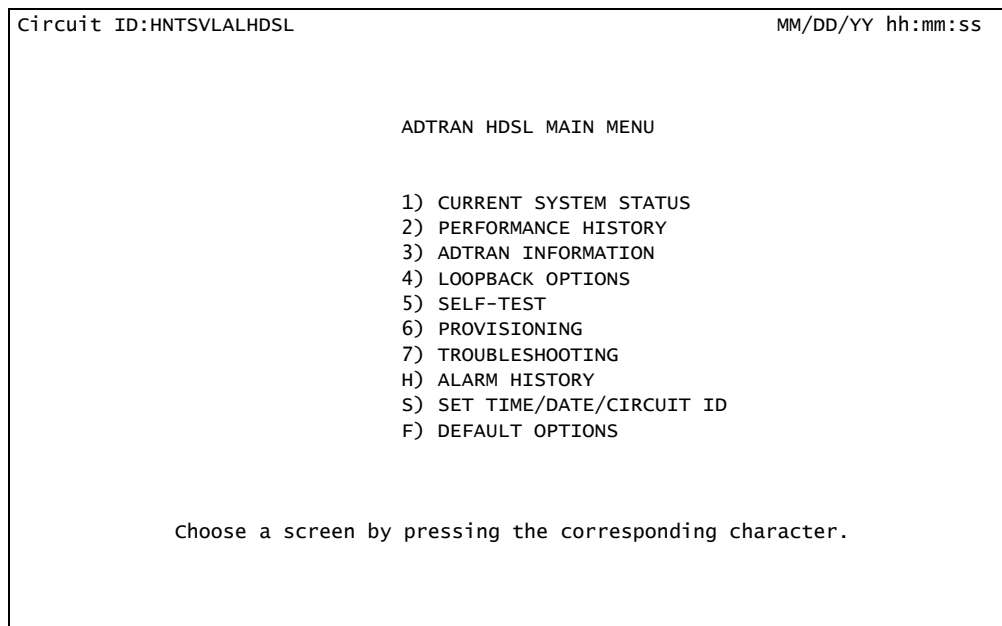 Circuit ID:HNTSVLALHDSL MM/DD/YY hh:mm:ss
ADTRAN HDSL MAIN MENU
1) CURRENT SYSTEM STATUS
2) PERFORMANCE HISTORY
3) ADTRAN INFORMATION
4) LOOPBACK OPTIONS
5) SELF-TEST
6) PROVISIONING
7) TROUBLESHOOTING
H) ALARM HISTORY
S) SET TIME/DATE/CIRCUIT ID
F) DEFAULT OPTIONS
Choose a screen by pressing the corresponding character.